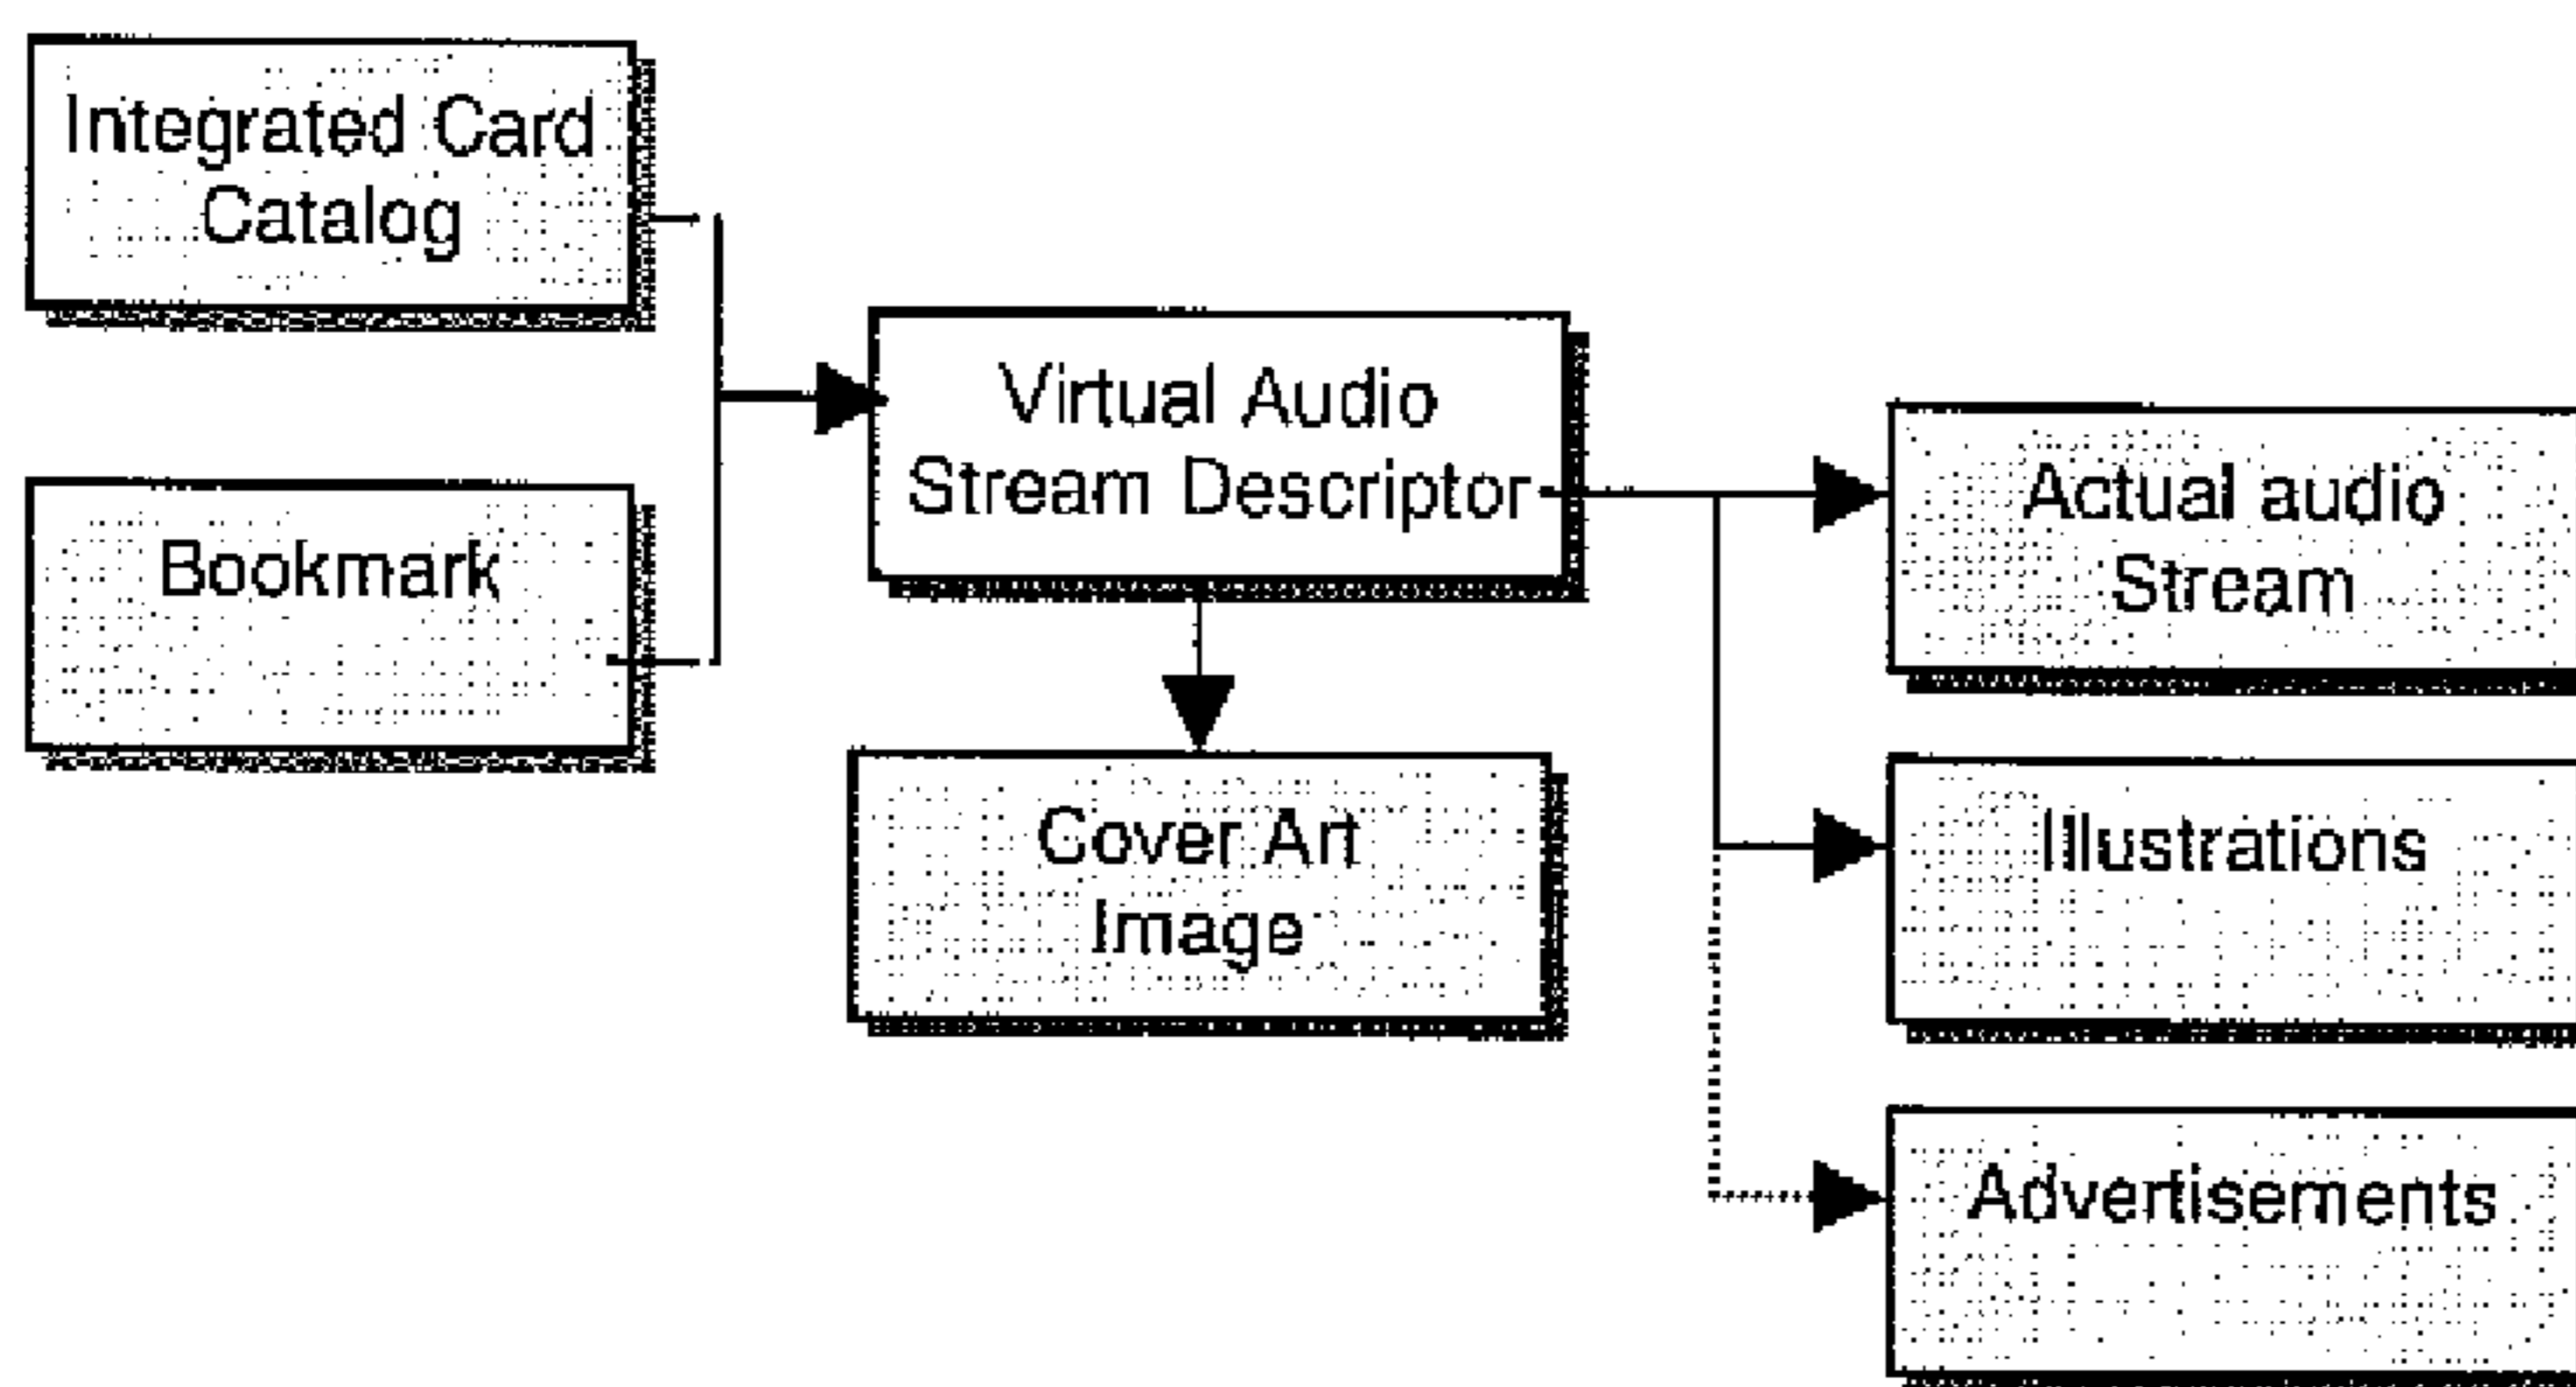 Integrated Card
Catalog
Bookmark
Virtual Audio
Stream Descriptor
Cover Art
Image
Actual audio
Stream
Illustrations
Advertisements